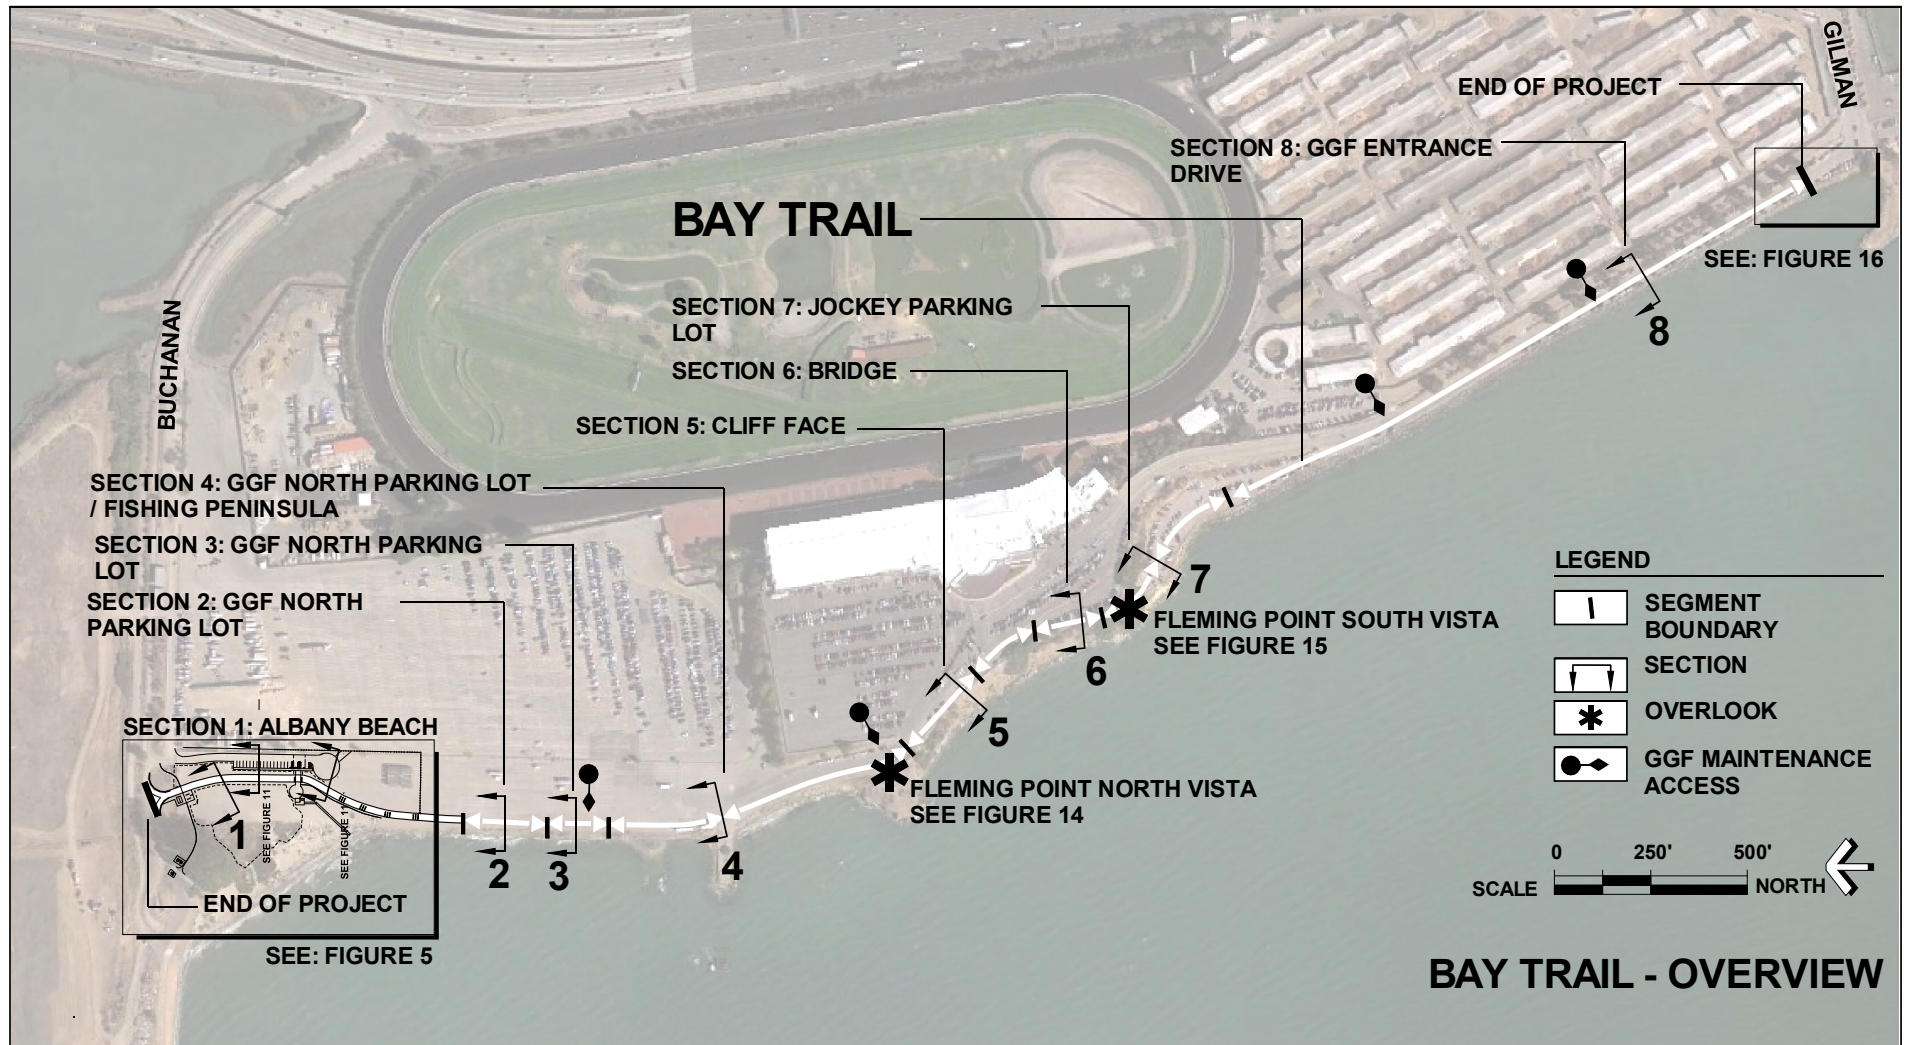 GILMAN
END OF PROJECT
SECTION 8: GGF ENTRANCE
DRIVE
BAY TRAIL
SEE: FIGURE 16
SECTION 7: JOCKEY PARKING
LOT
BUCHANAN
8
SECTION 6: BRIDGE
SECTION 5: CLIFF FACE
SECTION 4: GGF NORTH PARKING LOT
/ FISHING PENINSULA
SECTION 3: GGF NORTH PARKING
LOT
SECTION 2: GGF NORTH
PARKING LOT
7
FLEMING POINT SOUTH VISTA
SEE FIGURE 15
6
5
LEGEND
SEGMENT
BOUNDARY
SECTION
OVERLOOK
GGF MAINTENANCE
ACCESS
SECTION 1: ALBANY BEACH
FLEMING POINT NORTH VISTA
SEE FIGURE 14
1
SEE FIGURE 11
SEE FIGURE 11
2
3
4
END OF PROJECT
SEE: FIGURE 5
0 250' 500'
SCALE
NORTH
BAY TRAIL - OVERVIEW